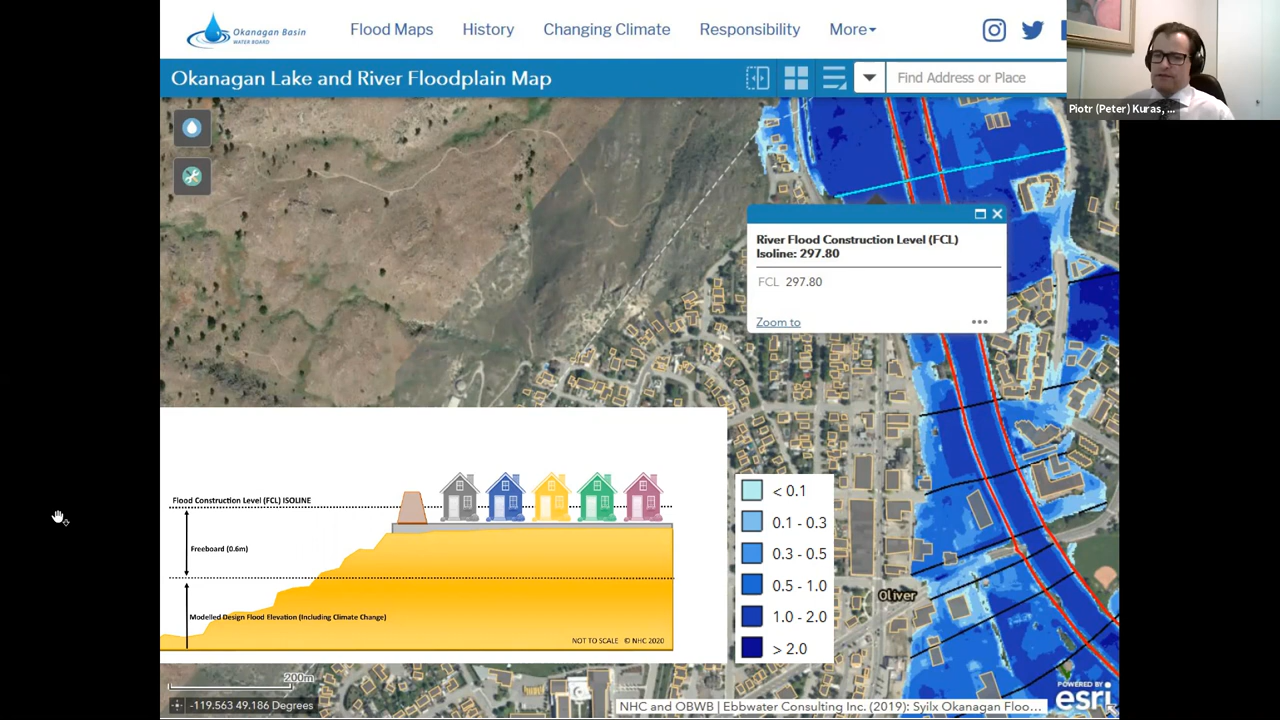 Okanagan Basin
WATER BOARD
Flood Maps
History
Changing Climate
Responsibility
More
Okanagan Lake and River Floodplain Map
Find Address or Place
Piotr (Peter) Kuras, ...
River Flood Construction Level (FCL)
Isoline: 297.80
FCL 297.80
Zoom to
Flood Construction Level (FCL) ISOLINE
Freeboard (0.6m)
Modelled Design Flood Elevation (Including Climate Change)
NOT TO SCALE © NHC 2020
< 0.1
0.1 - 0.3
0.3 - 0.5
0.5 - 1.0
1.0 - 2.0
> 2.0
Oliver
200m
-119.563 49.186 Degrees
NHC and OBWB | Ebbwater Consulting Inc. (2019): Syilx Okanagan Floo...
POWERED BY
esri